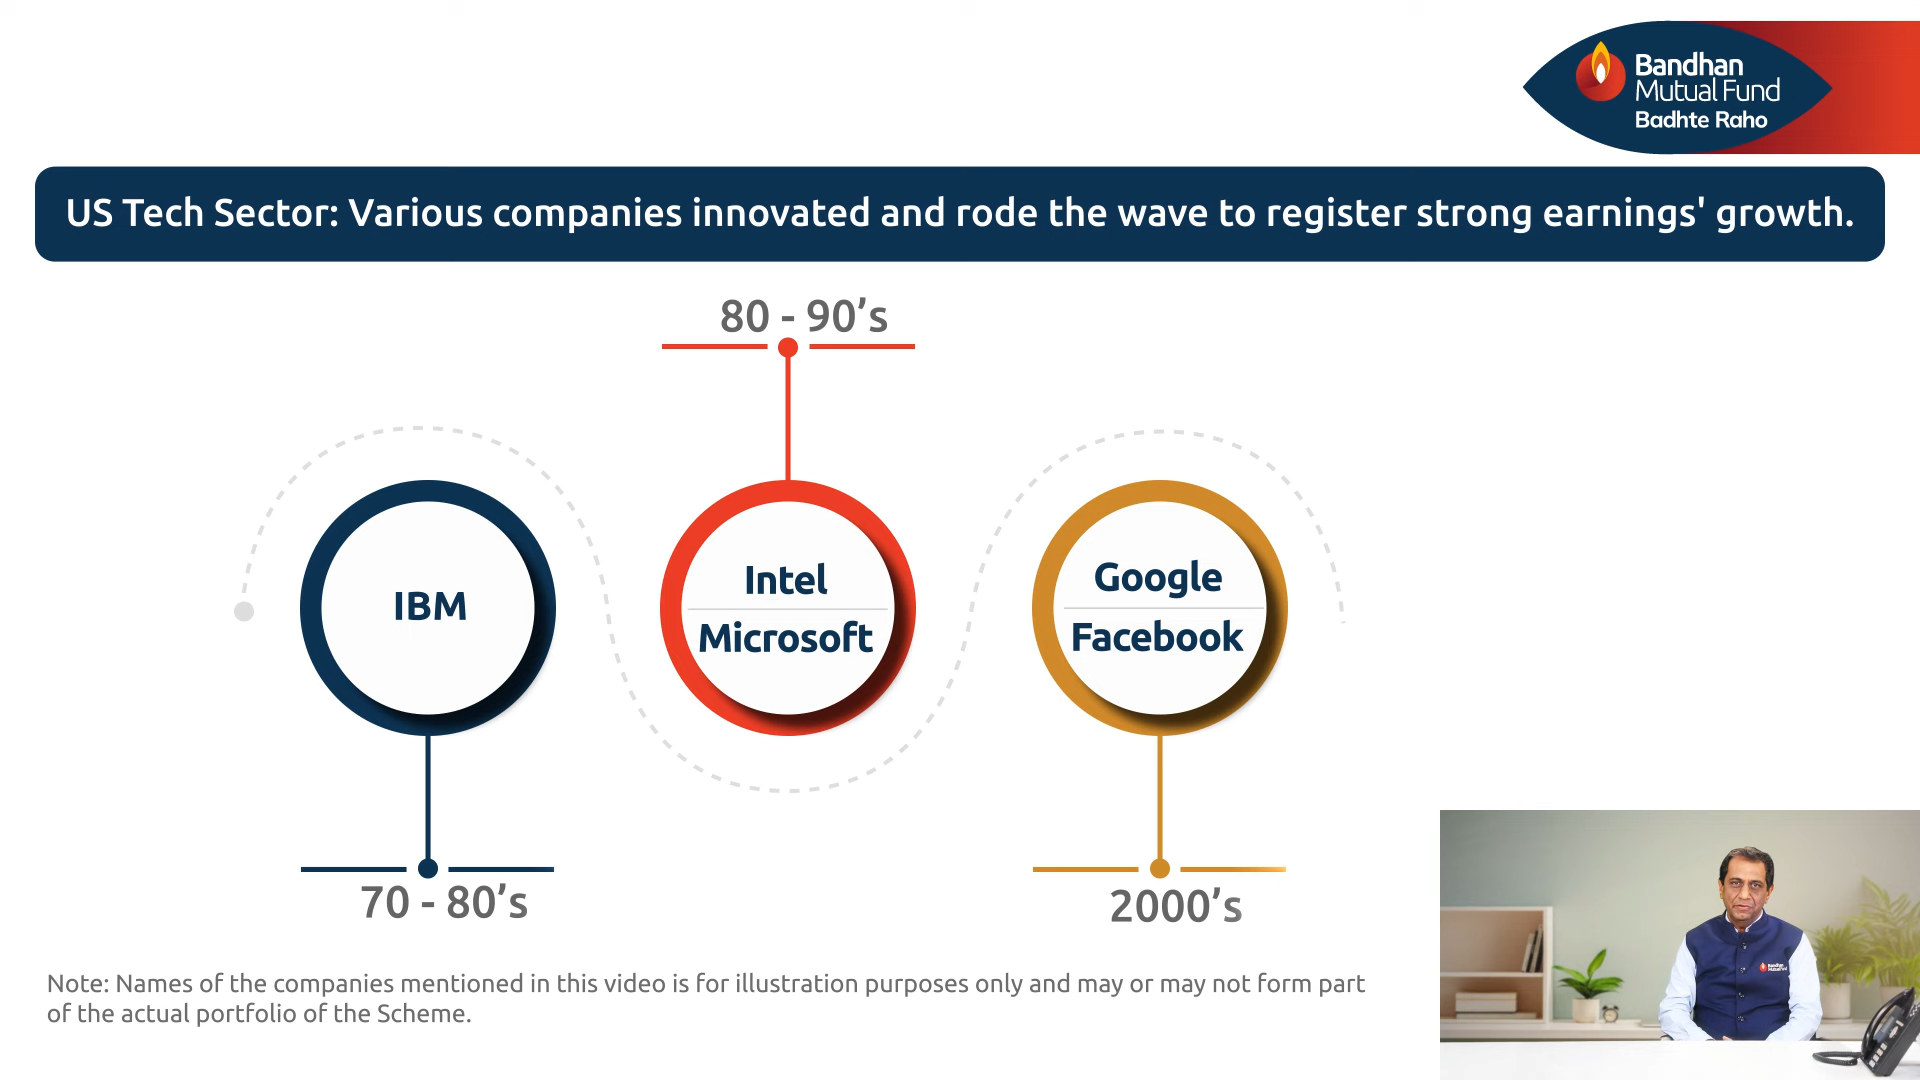 Bandhan
Mutual Fund
Badhte Raho
US Tech Sector: Various companies innovated and rode the wave to register strong earnings' growth.
80 - 90’s
IBM
Intel
Microsoft
Google
Facebook
70 - 80’s
2000’s
Note: Names of the companies mentioned in this video is for illustration purposes only and may or may not form part
of the actual portfolio of the Scheme.
Bandhan
Mutual Fund